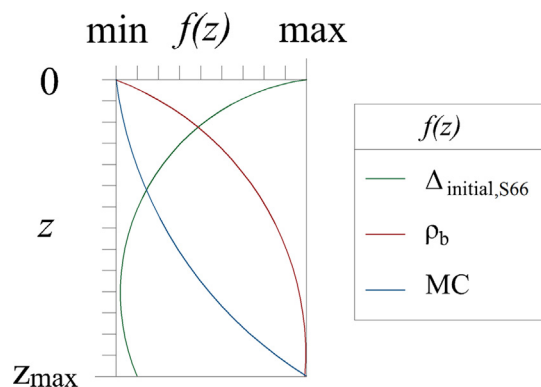 min f(z) max
0
z
zmax
f(z)
Δinitial,S66
ρb
MC